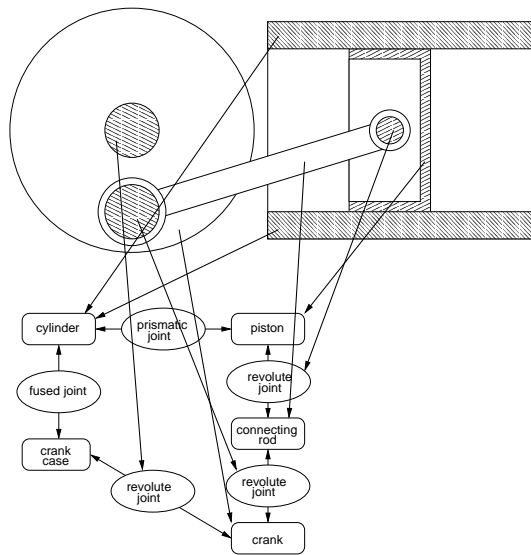 cylinder
prismatic
joint
piston
fused joint
revolute
joint
crank
case
connecting
rod
revolute joint
revolute
joint
crank